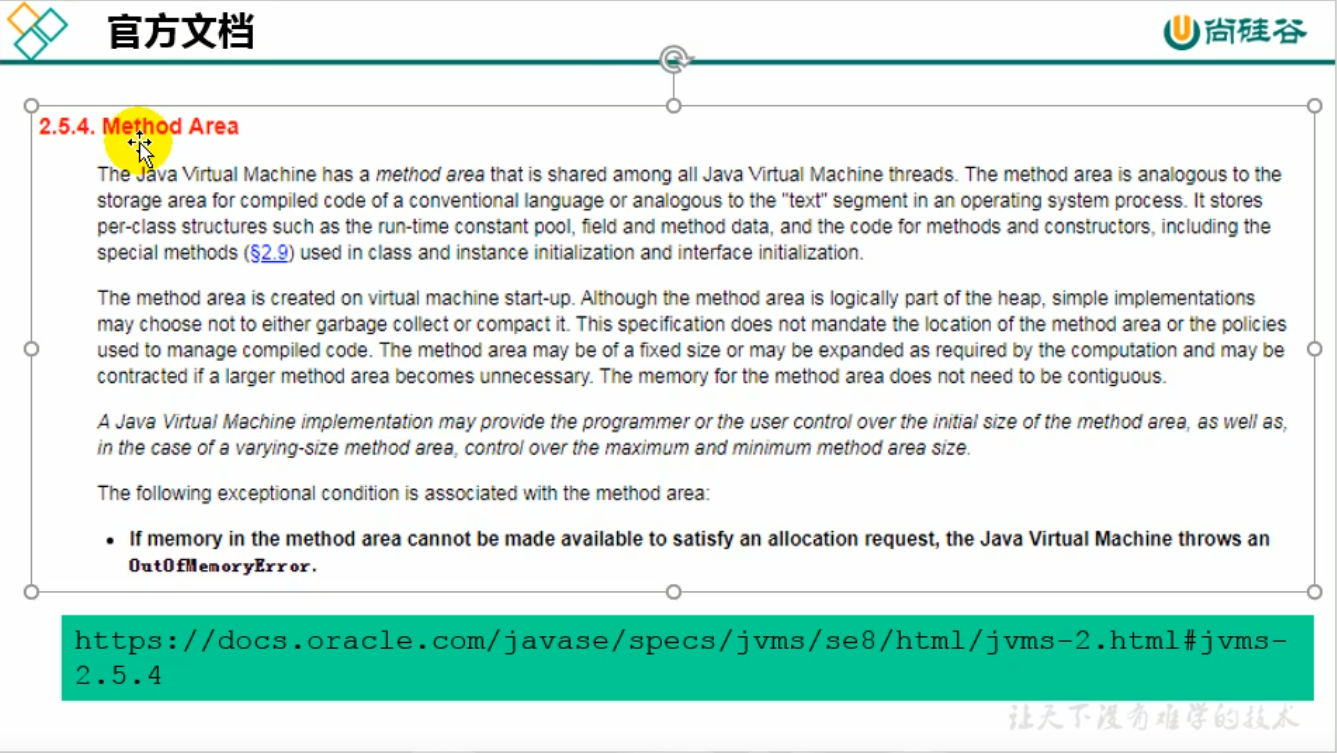 官方文档
尚硅谷
2.5.4. Method Area
The Java Virtual Machine has a method area that is shared among all Java Virtual Machine threads. The method area is analogous to the
storage area for compiled code of a conventional language or analogous to the "text" segment in an operating system process. It stores
per-class structures such as the run-time constant pool, field and method data, and the code for methods and constructors, including the
special methods (§2.9) used in class and instance initialization and interface initialization.
The method area is created on virtual machine start-up. Although the method area is logically part of the heap, simple implementations
may choose not to either garbage collect or compact it. This specification does not mandate the location of the method area or the policies
used to manage compiled code. The method area may be of a fixed size or may be expanded as required by the computation and may be
contracted if a larger method area becomes unnecessary. The memory for the method area does not need to be contiguous.
A Java Virtual Machine implementation may provide the programmer or the user control over the initial size of the method area, as well as,
in the case of a varying-size method area, control over the maximum and minimum method area size.
The following exceptional condition is associated with the method area:
• If memory in the method area cannot be made available to satisfy an allocation request, the Java Virtual Machine throws an
OutOfMemoryError.
https://docs.oracle.com/javase/specs/jvms/se8/html/jvms-2.html#jvms-
2.5.4
让天下没有难学的技术